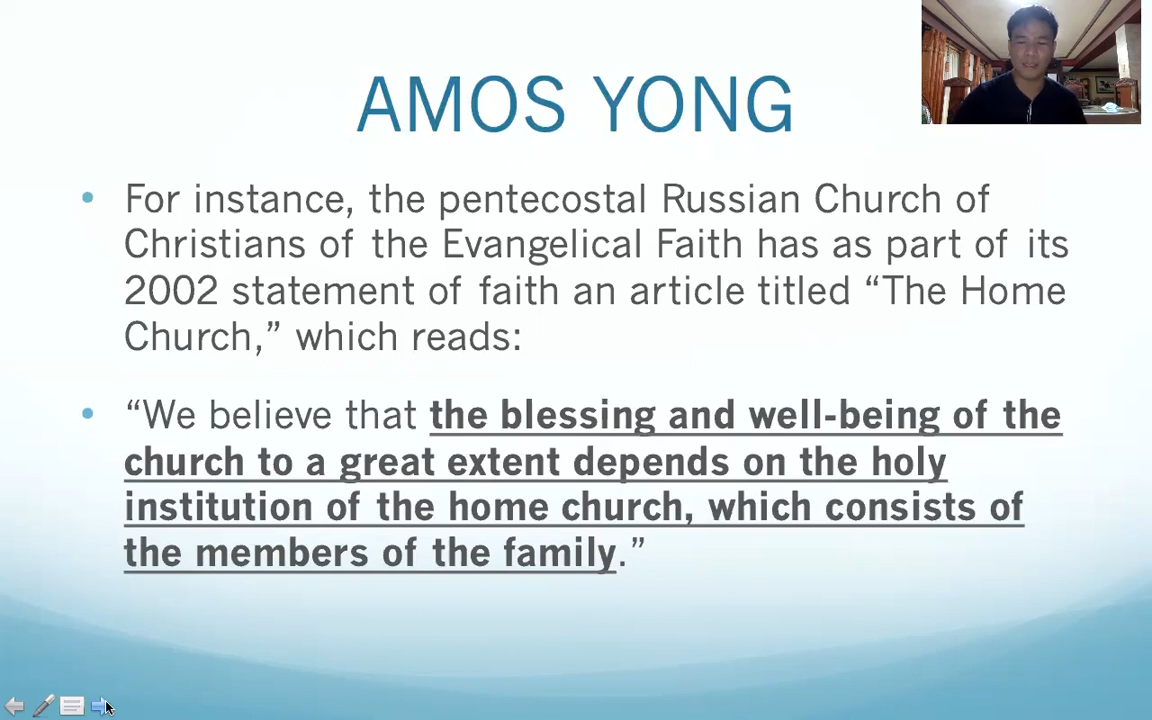 AMOS YONG
• For instance, the pentecostal Russian Church of
Christians of the Evangelical Faith has as part of its
2002 statement of faith an article titled “The Home
Church,” which reads:
• “We believe that the blessing and well-being of the
church to a great extent depends on the holy
institution of the home church, which consists of
the members of the family.”